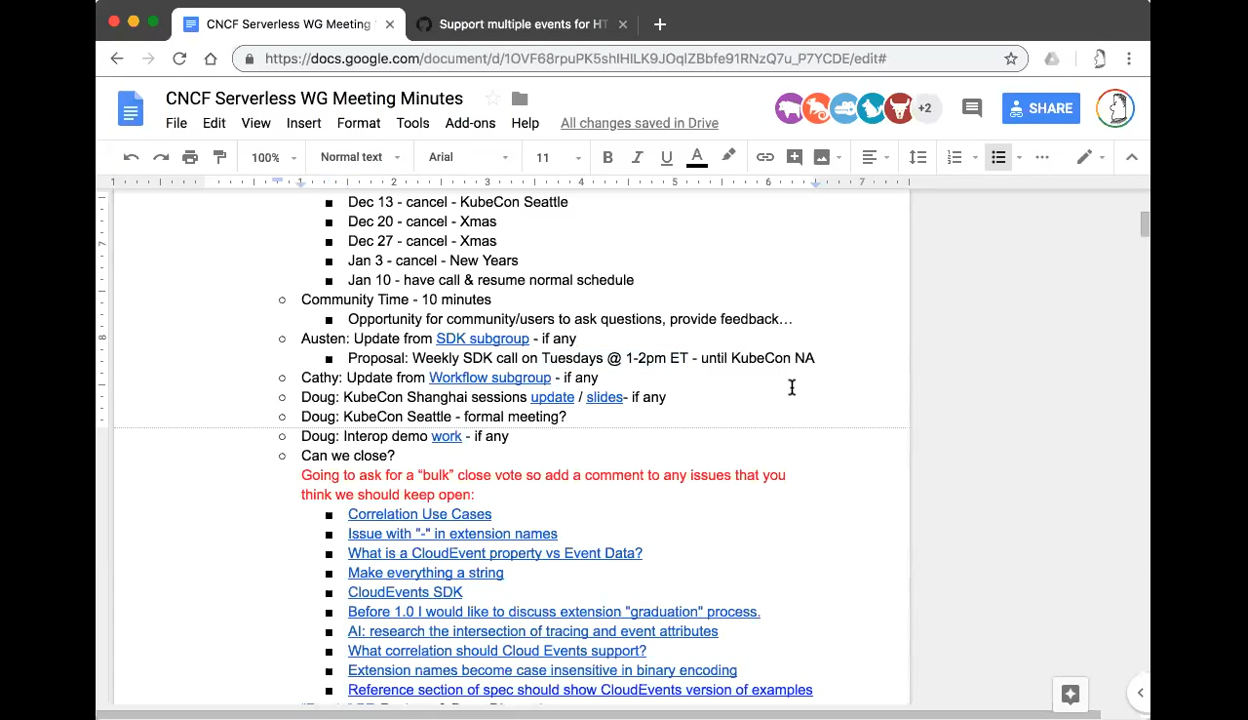 CNCF Serverless WG Meeting Minutes
Support multiple events for HT
https://docs.google.com/document/d/1OVF68rpuPK5shIHILK9JOqlZBbfe91RNzQ7u_P7YCDE/edit#
CNCF Serverless WG Meeting Minutes
+2
SHARE
File Edit View Insert Format Tools Add-ons Help All changes saved in Drive
100% Normal text Arial 11 B I U A
1 1 2 3 4 5 6 7
Dec 13 - cancel - KubeCon Seattle
Dec 20 - cancel - Xmas
Dec 27 - cancel - Xmas
Jan 3 - cancel - New Years
Jan 10 - have call & resume normal schedule
Community Time - 10 minutes
Opportunity for community/users to ask questions, provide feedback…
Austen: Update from SDK subgroup - if any
Proposal: Weekly SDK call on Tuesdays @ 1-2pm ET - until KubeCon NA
Cathy: Update from Workflow subgroup - if any
Doug: KubeCon Shanghai sessions update / slides- if any
Doug: KubeCon Seattle - formal meeting?
Doug: Interop demo work - if any
Can we close?
Going to ask for a “bulk” close vote so add a comment to any issues that you
think we should keep open:
Correlation Use Cases
Issue with "-" in extension names
What is a CloudEvent property vs Event Data?
Make everything a string
CloudEvents SDK
Before 1.0 I would like to discuss extension "graduation" process.
AI: research the intersection of tracing and event attributes
What correlation should Cloud Events support?
Extension names become case insensitive in binary encoding
Reference section of spec should show CloudEvents version of examples